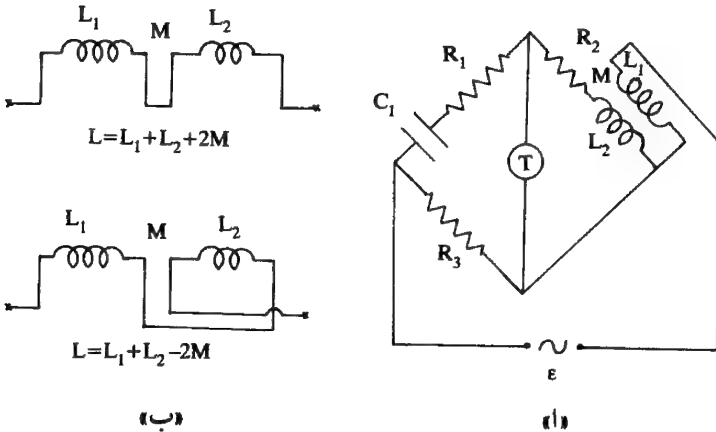 L₁ M L₂
L=L₁+L₂+2M
L₁ M L₂
L=L₁+L₂−2M
«ب»
R₁
R₂
C₁
M
L₁
L₂
T
R₃
ε
«أ»